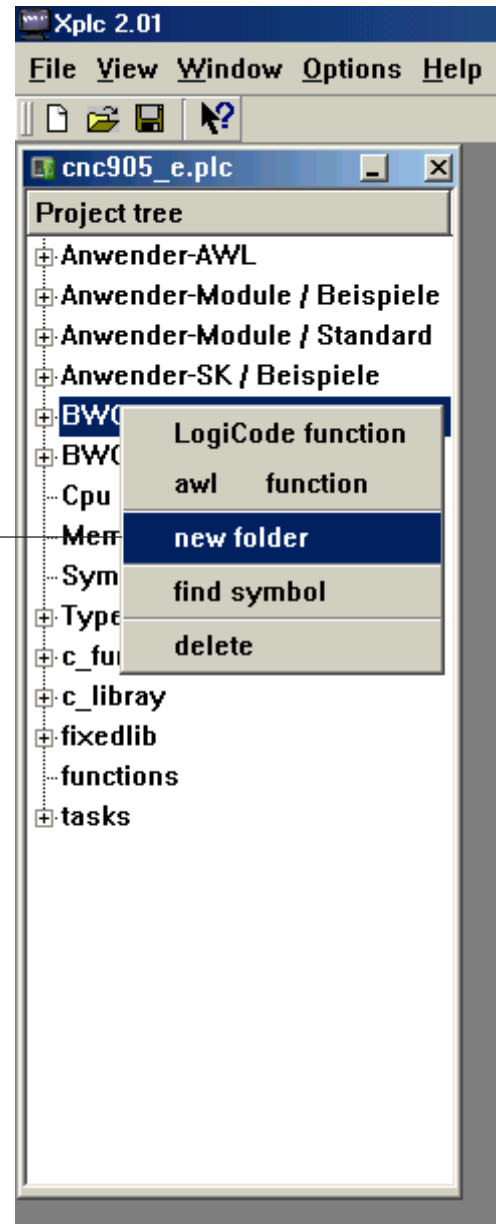 Xplc 2.01
File View Window Options Help
cnc905_e.plc
Project tree
Anwender-AWL
Anwender-Module / Beispiele
Anwender-Module / Standard
Anwender-SK / Beispiele
LogiCode function
awl function
Cpu
new folder
find symbol
delete
c_libray
fixedlib
functions
tasks